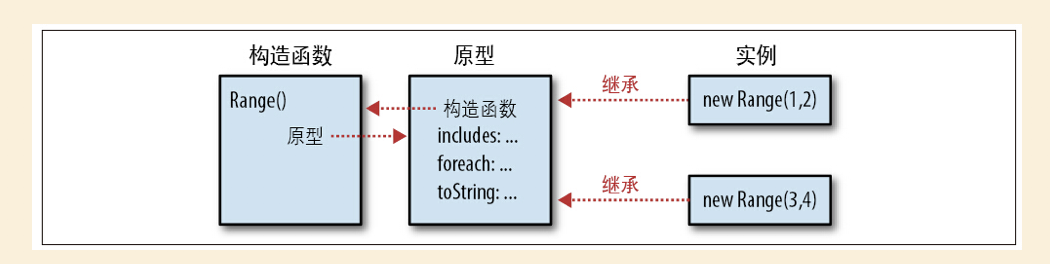 构造函数
原型
实例
Range()
原型
构造函数
includes: ...
foreach: ...
toString: ...
继承
new Range(1,2)
继承
new Range(3,4)